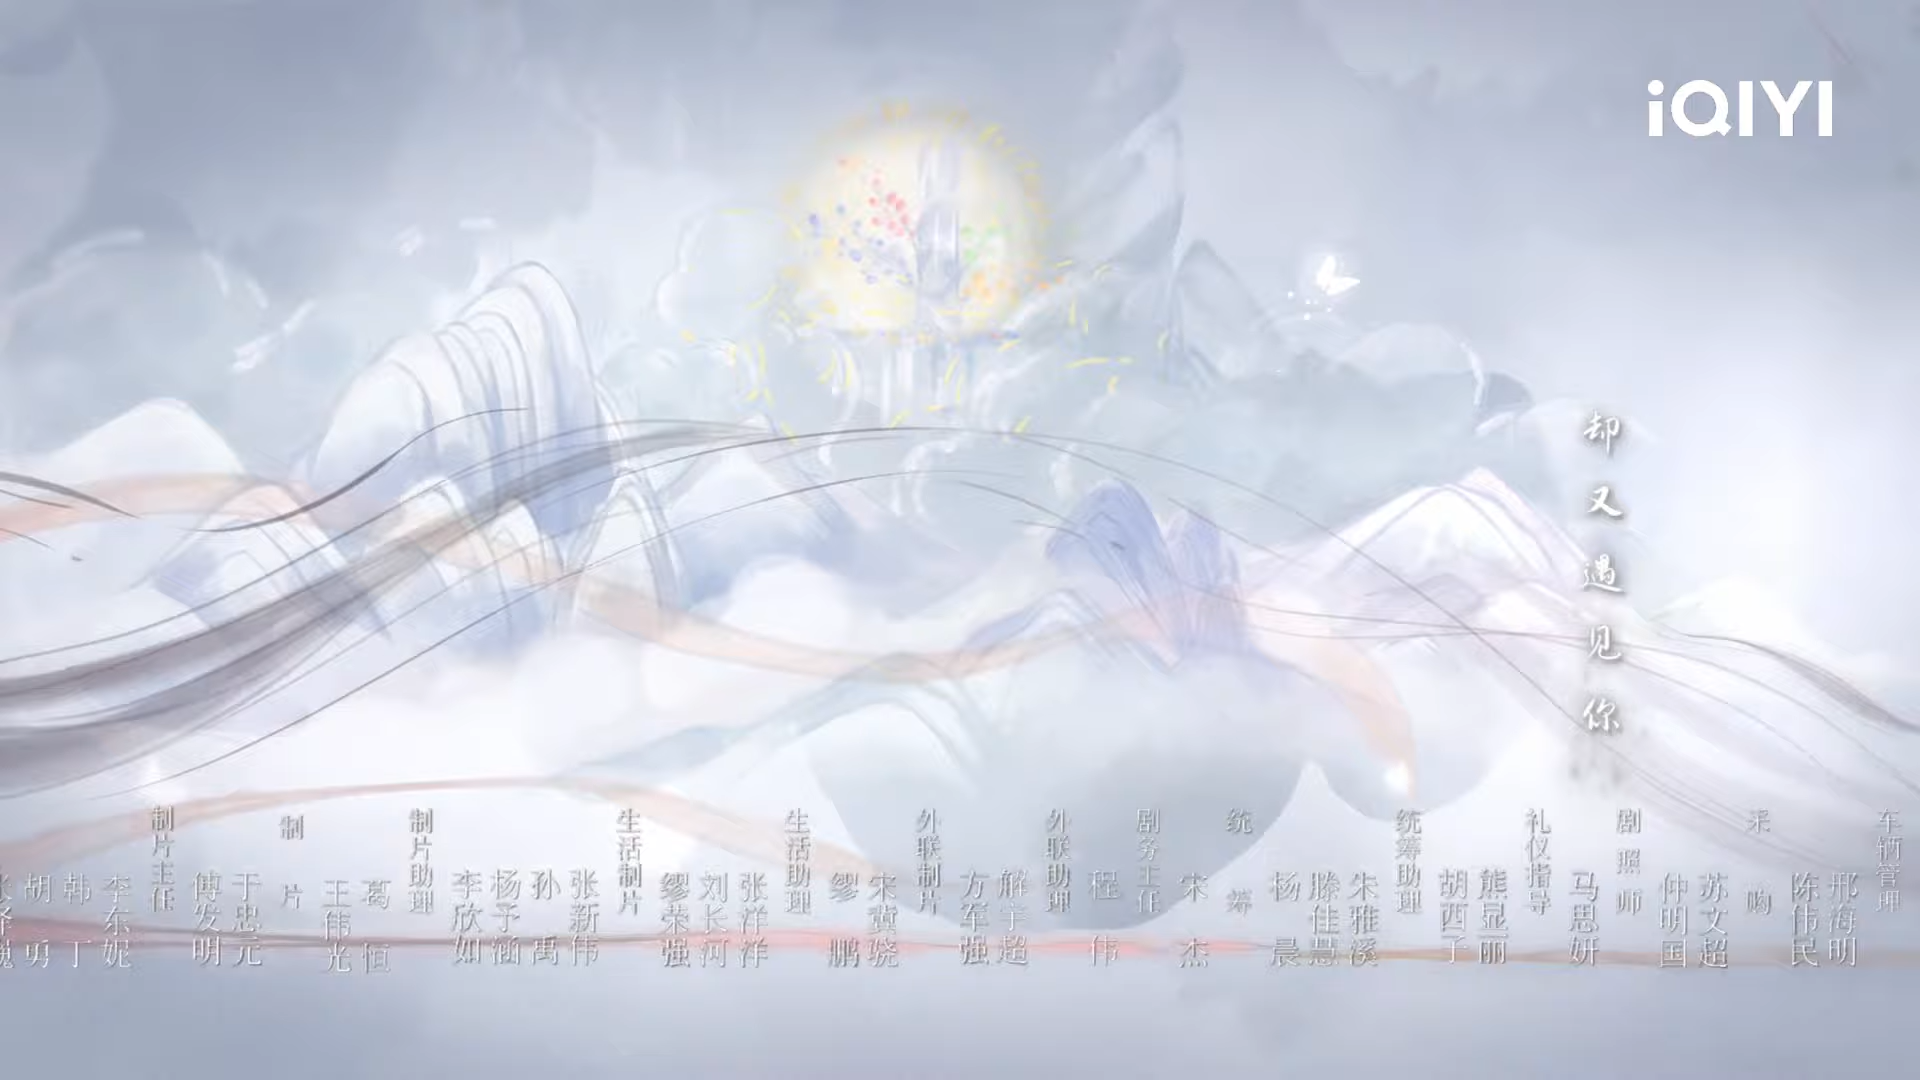 iQIYI
却又遇见你
车辆管理
邢海明
陈伟民
采购
苏文超
仲明国
剧照师
马思妍
礼仪指导
熊显丽
胡西子
统筹助理
朱雅溪
滕佳慧
杨晨
统筹
宋杰
剧务主任
程伟
外联助理
解宇超
方军强
外联制片
宋冀骁
缪鹏
生活助理
张洋洋
刘长河
缪荣强
生活制片
张新伟
孙禹
杨予涵
李欣如
制片助理
葛恒
王伟光
制片
于忠元
傅发明
制片主任
李东妮
韩丁
胡勇